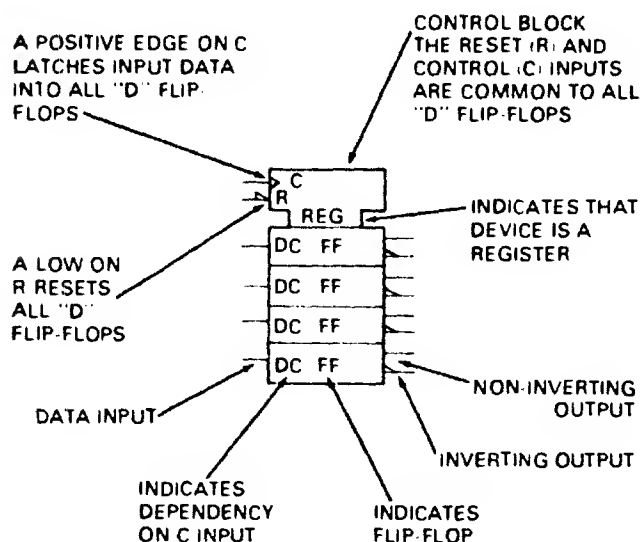 A POSITIVE EDGE ON C
LATCHES INPUT DATA
INTO ALL "D" FLIP-
FLOPS
CONTROL BLOCK
THE RESET (R) AND
CONTROL (C) INPUTS
ARE COMMON TO ALL
"D" FLIP-FLOPS
C
R
REG
INDICATES THAT
DEVICE IS A
REGISTER
A LOW ON
R RESETS
ALL "D"
FLIP-FLOPS
DC FF
DC FF
DC FF
DC FF
DATA INPUT
NON-INVERTING
OUTPUT
INVERTING OUTPUT
INDICATES
DEPENDENCY
ON C INPUT
INDICATES
FLIP-FLOP